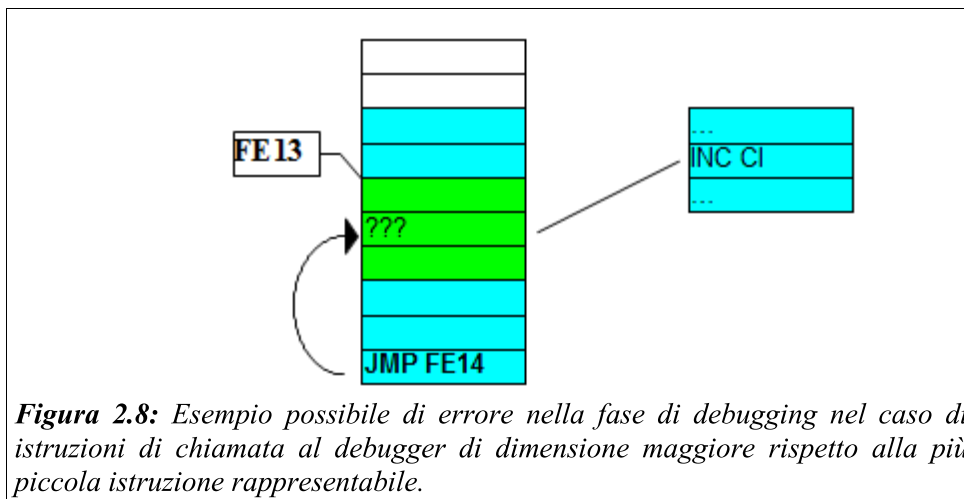 FE13
???
JMP FE14
...
INC CI
...
Figura 2.8: Esempio possibile di errore nella fase di debugging nel caso di
istruzioni di chiamata al debugger di dimensione maggiore rispetto alla più
piccola istruzione rappresentabile.